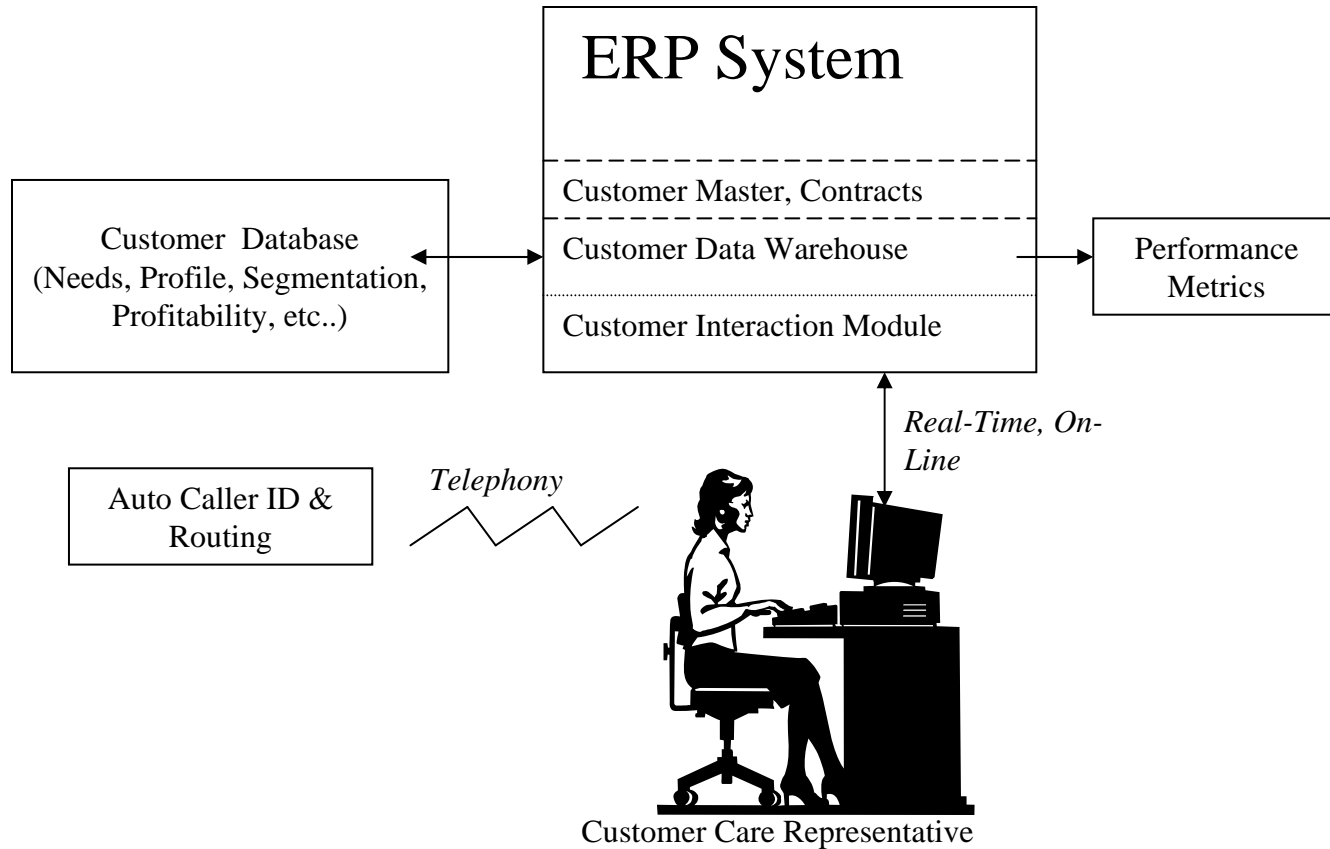 ERP System
Customer Master, Contracts
Customer Data Warehouse
Customer Interaction Module
Customer Database
(Needs, Profile, Segmentation,
Profitability, etc..)
Performance
Metrics
Real-Time, On-
Line
Auto Caller ID &
Routing
Telephony
Customer Care Representative